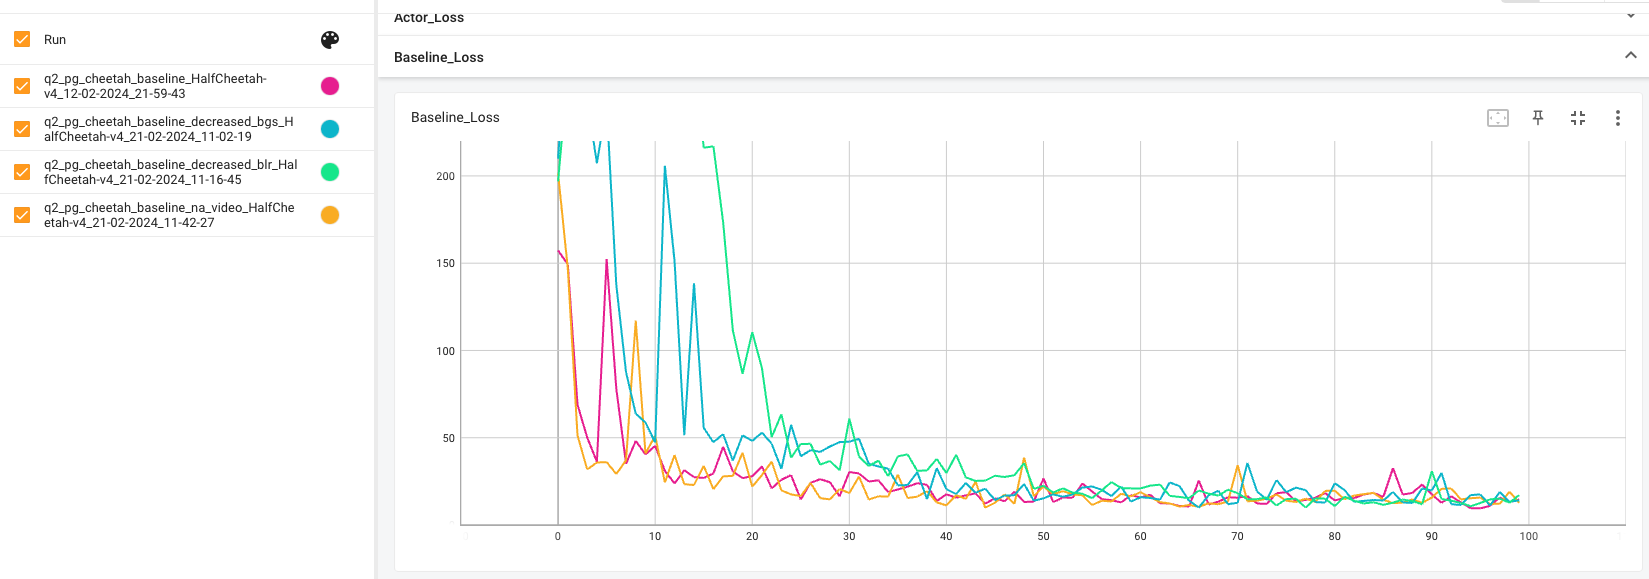 Actor_Loss
Run
Baseline_Loss
q2_pg_cheetah_baseline_HalfCheetah-
v4_12-02-2024_21-59-43
q2_pg_cheetah_baseline_decreased_bgs_H
alfCheetah-v4_21-02-2024_11-02-19
q2_pg_cheetah_baseline_decreased_blr_Hal
fCheetah-v4_21-02-2024_11-16-45
q2_pg_cheetah_baseline_na_video_HalfChe
etah-v4_21-02-2024_11-42-27
Baseline_Loss
200
150
100
50
0 10 20 30 40 50 60 70 80 90 100